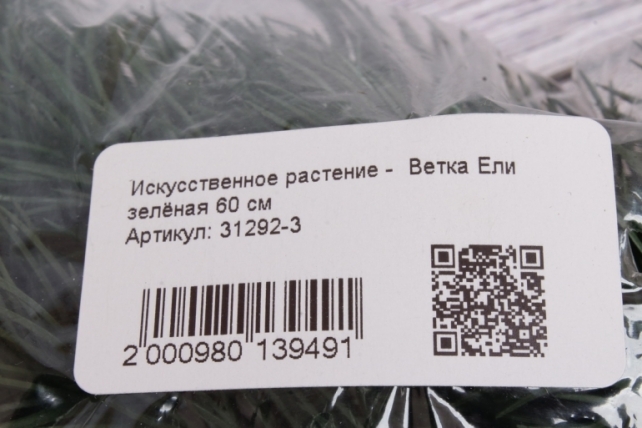 Искусственное растение - Ветка Ели
зелёная 60 см
Артикул: 31292-3
2 000980 139491